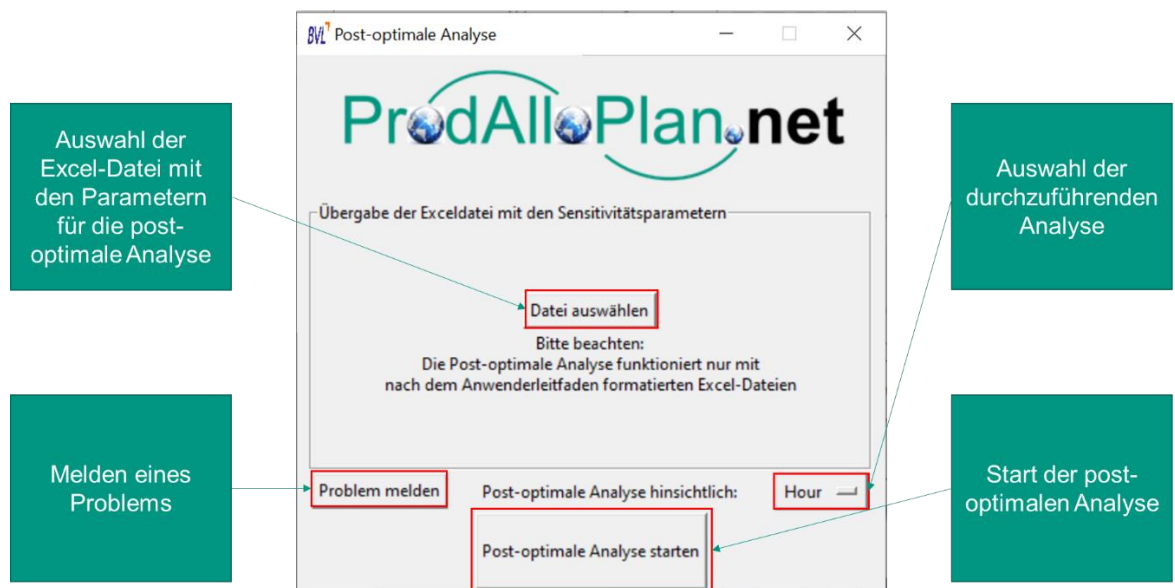 BVL Post-optimale Analyse
ProdAlloPlan.net
Auswahl der
Excel-Datei mit
den Parametern
für die post-
optimale Analyse
Auswahl der
durchzuführenden
Analyse
Übergabe der Exceldatei mit den Sensitivitätsparametern
Datei auswählen
Bitte beachten:
Die Post-optimale Analyse funktioniert nur mit
nach dem Anwenderleitfaden formatierten Excel-Dateien
Melden eines
Problems
Problem melden
Post-optimale Analyse hinsichtlich:
Hour
Start der post-
optimalen Analyse
Post-optimale Analyse starten